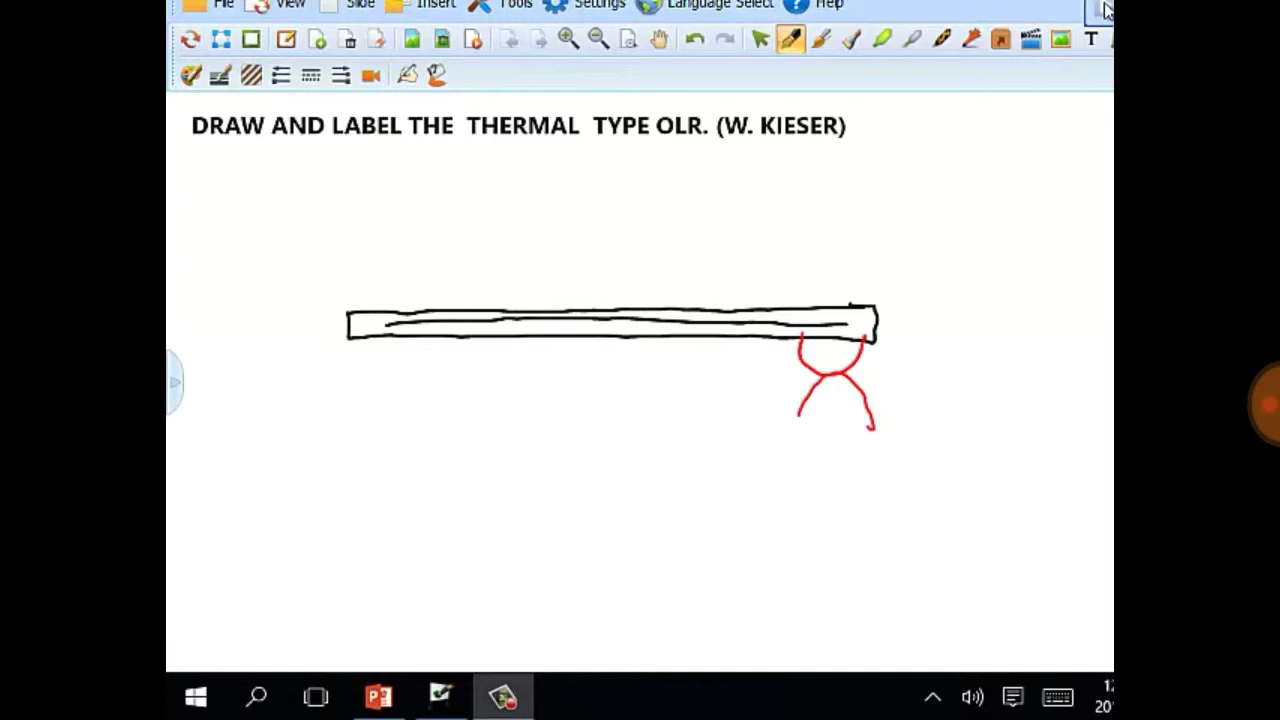 File View Slide Insert Tools Settings Language Select Help
T
DRAW AND LABEL THE THERMAL TYPE OLR. (W. KIESER)